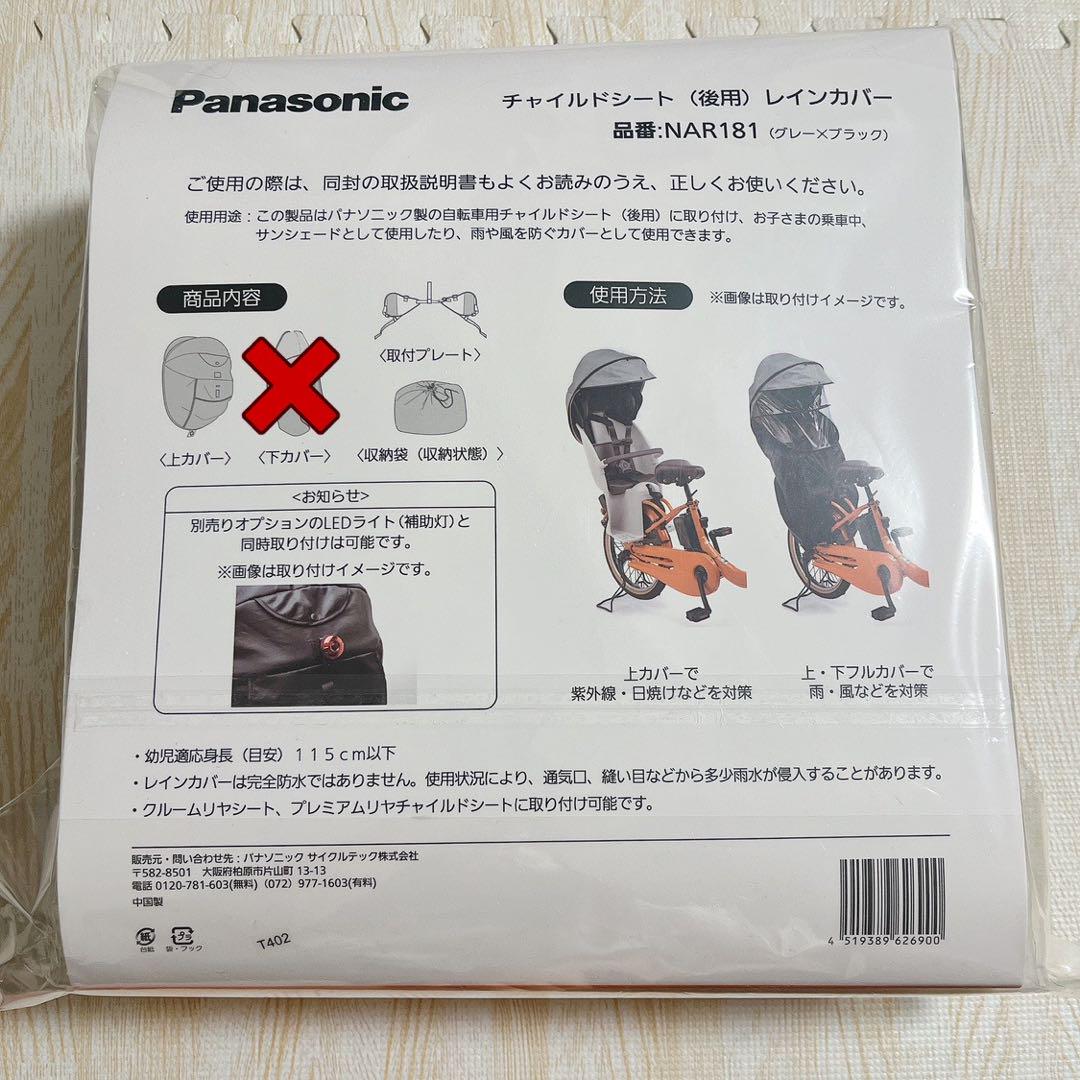 Panasonic
チャイルドシート（後用）レインカバー
品番:NAR181（グレー×ブラック）
ご使用の際は、同封の取扱説明書もよくお読みのうえ、正しくお使いください。
使用用途：この製品はパナソニック製の自転車用チャイルドシート（後用）に取り付け、お子さまの乗車中、
サンシェードとして使用したり、雨や風を防ぐカバーとして使用できます。
商品内容
〈取付プレート〉
〈上カバー〉
〈下カバー〉
〈収納袋（収納状態）〉
<お知らせ>
別売りオプションのLEDライト（補助灯）と
同時取り付けは可能です。
※画像は取り付けイメージです。
使用方法
※画像は取り付けイメージです。
上カバーで
紫外線・日焼けなどを対策
上・下フルカバーで
雨・風などを対策
・幼児適応身長（目安）１１５ｃｍ以下
・レインカバーは完全防水ではありません。使用状況により、通気口、縫い目などから多少雨水が侵入することがあります。
・クルームリヤシート、プレミアムリヤチャイルドシートに取り付け可能です。
販売元・問い合わせ先：パナソニック サイクルテック株式会社
〒582-8501　大阪府柏原市片山町 13-13
電話 0120-781-603(無料)（072）977-1603(有料)
中国製
紙
台紙
プラ
袋・フック
T402
4 519389 626900